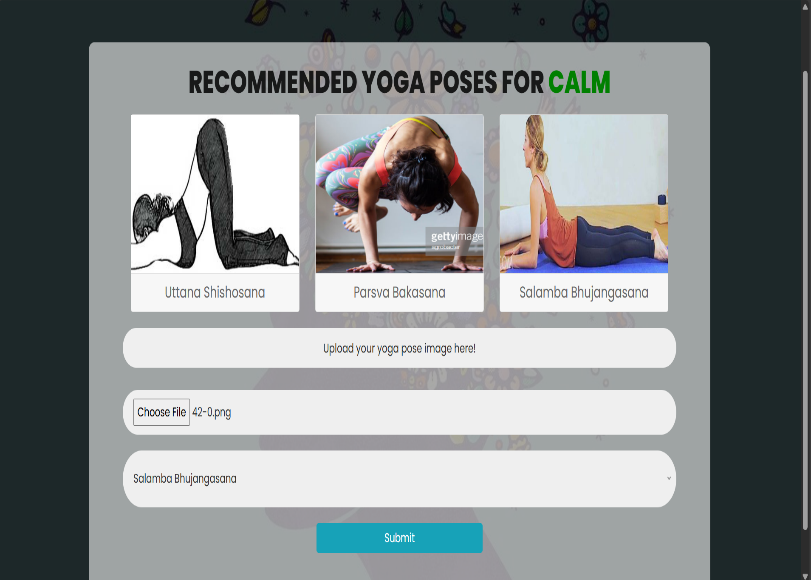 RECOMMENDED YOGA POSES FOR CALM
gettyimage
Uttana Shishosana
Parsva Bakasana
Salamba Bhujangasana
Upload your yoga pose image here!
Choose File 42-0.png
Salamba Bhujangasana
Submit